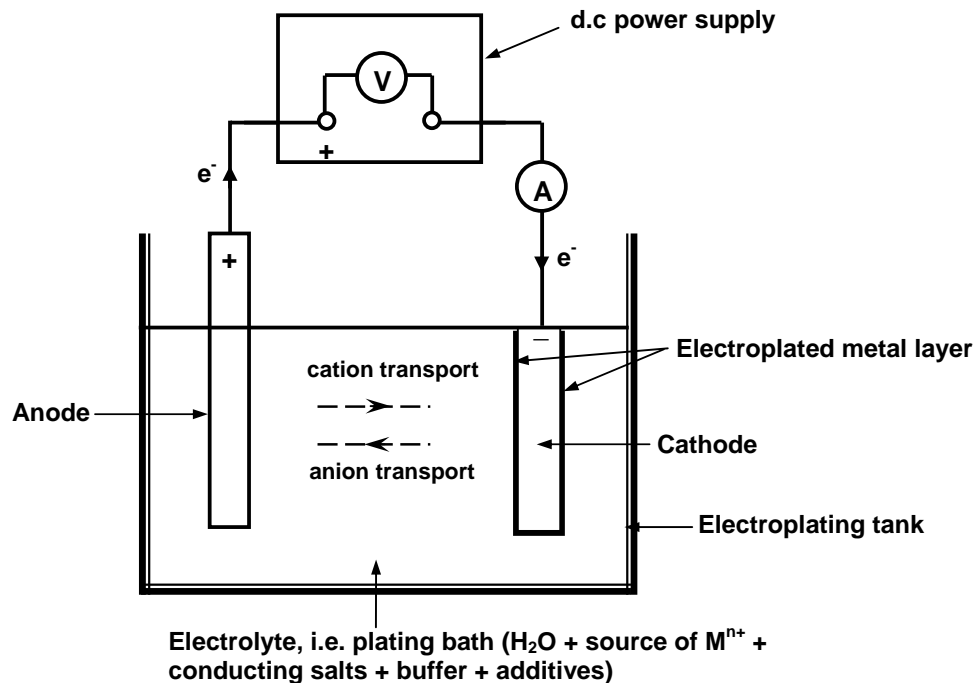 d.c power supply
V
+
e⁻
A
e⁻
+
–
Electroplated metal layer
cation transport
Anode
Cathode
anion transport
Electroplating tank
Electrolyte, i.e. plating bath (H₂O + source of Mⁿ⁺ +
conducting salts + buffer + additives)